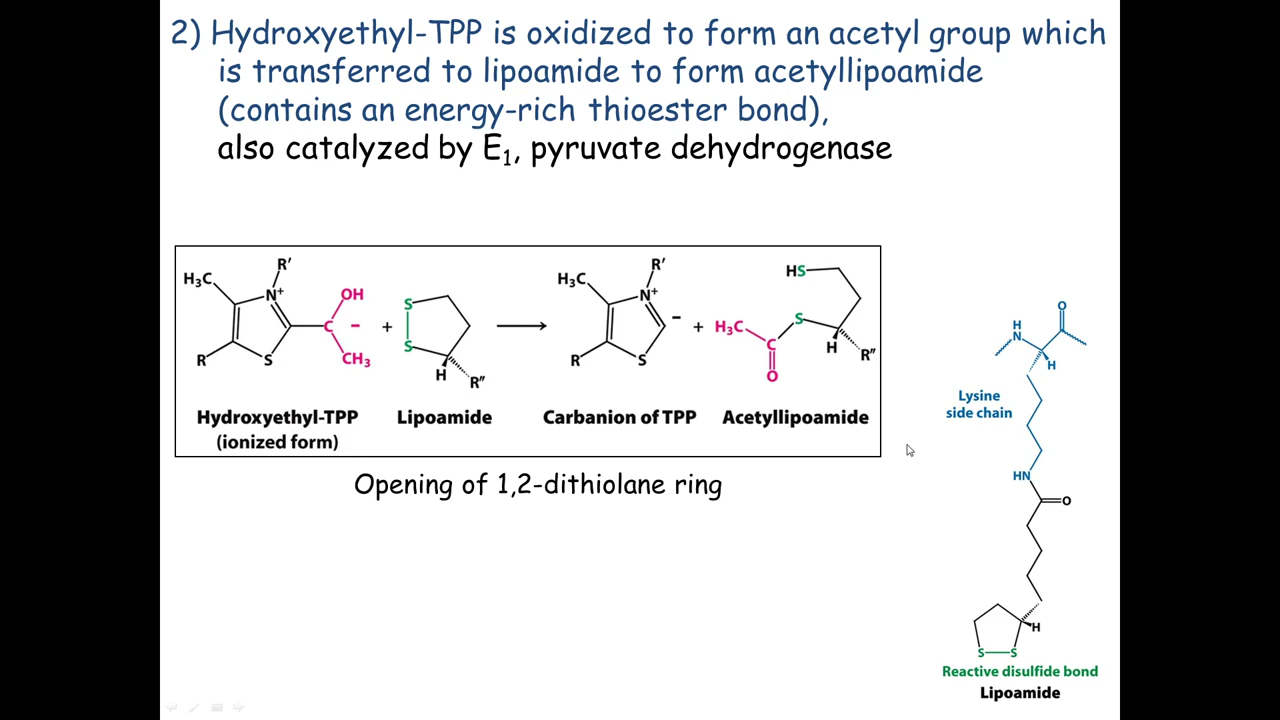 2) Hydroxyethyl-TPP is oxidized to form an acetyl group which
is transferred to lipoamide to form acetyllipoamide
(contains an energy-rich thioester bond),
also catalyzed by E₁, pyruvate dehydrogenase
H₃C
R′
N⁺
OH
C
–
CH₃
R
S
+
S
S
H
R″
H₃C
R′
N⁺
–
R
S
+
HS
S
H₃C
C
O
H
R″
Hydroxyethyl-TPP
(ionized form)
Lipoamide
Carbanion of TPP
Acetyllipoamide
Opening of 1,2-dithiolane ring
O
H
N
H
Lysine
side chain
HN
O
H
S
S
Reactive disulfide bond
Lipoamide